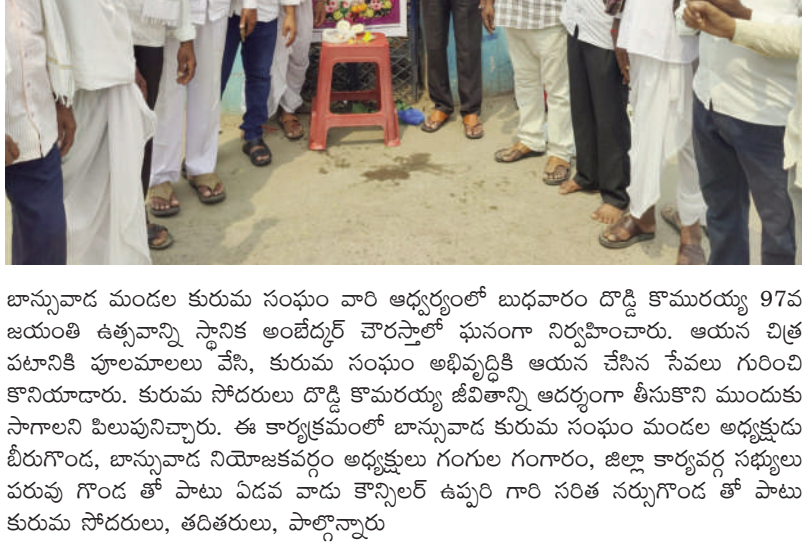 బాన్సువాడ మండల కురుమ సంఘం వారి ఆధ్వర్యంలో బుధవారం దొడ్డి కొమురయ్య 97వ
జయంతి ఉత్సవాన్ని స్థానిక అంబేద్కర్ చౌరస్తాలో ఘనంగా నిర్వహించారు. ఆయన చిత్ర
పటానికి పూలమాలలు వేసి, కురుమ సంఘం అభివృద్ధికి ఆయన చేసిన సేవలు గురించి
కొనియాడారు. కురుమ సోదరులు దొడ్డి కొమరయ్య జీవితాన్ని ఆదర్శంగా తీసుకొని ముందుకు
సాగాలని పిలుపునిచ్చారు. ఈ కార్యక్రమంలో బాన్సువాడ కురుమ సంఘం మండల అధ్యక్షుడు
బీరుగొండ, బాన్సువాడ నియోజకవర్గం అధ్యక్షులు గంగుల గంగారం, జిల్లా కార్యవర్గ సభ్యులు
పరువు గొండ తో పాటు ఏడవ వాడు కౌన్సిలర్ ఉప్పరి గారి సరిత నర్సుగొండ తో పాటు
కురుమ సోదరులు, తదితరులు, పాల్గొన్నారు